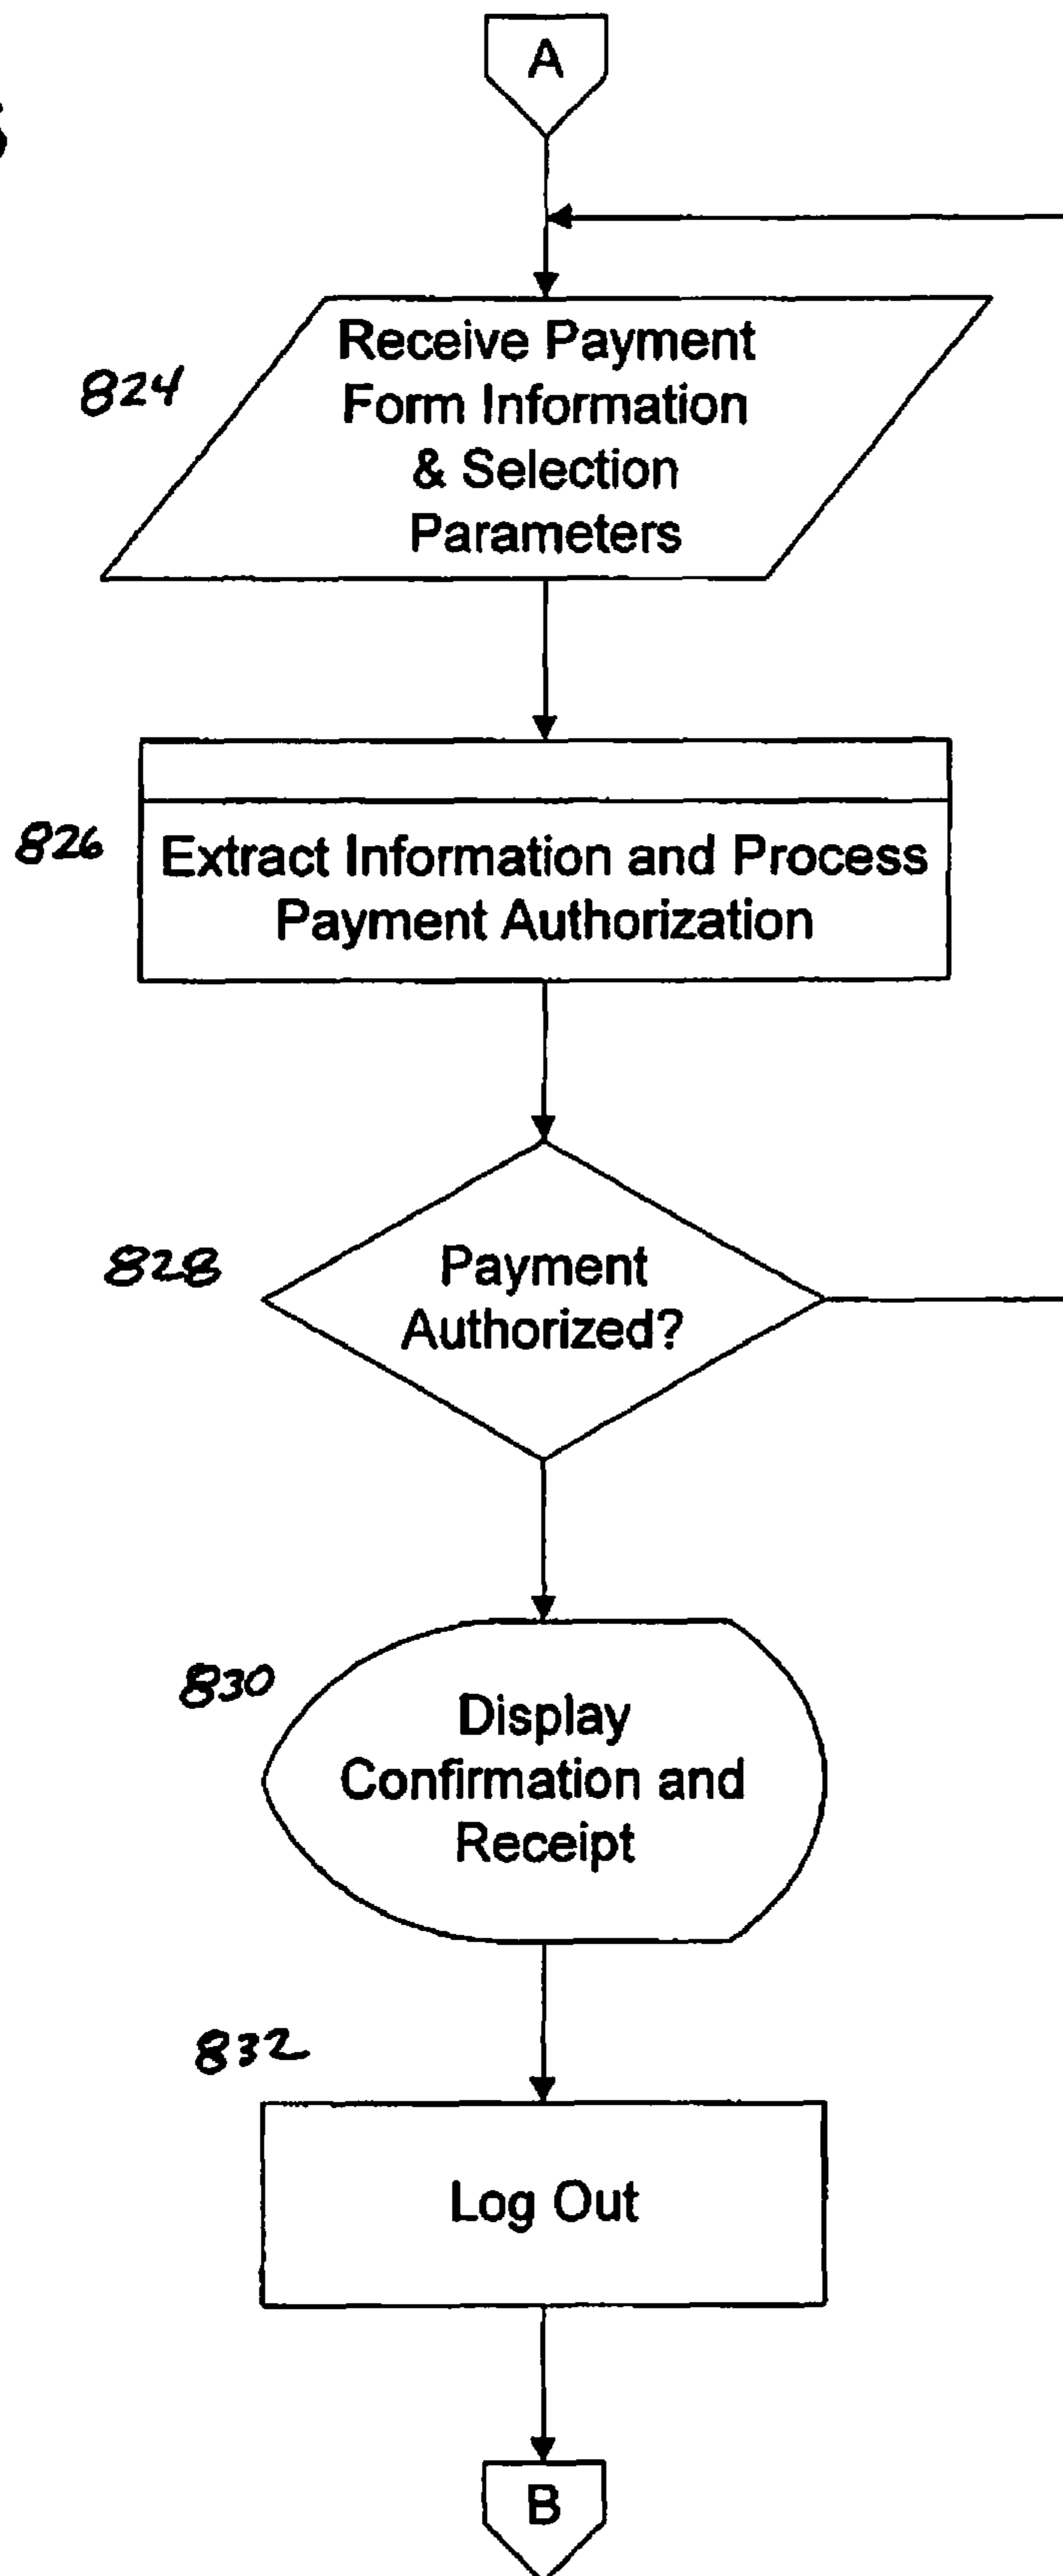 A
824
Receive Payment
Form Information
& Selection
Parameters
826
Extract Information and Process
Payment Authorization
828
Payment
Authorized?
830
Display
Confirmation and
Receipt
832
Log Out
B